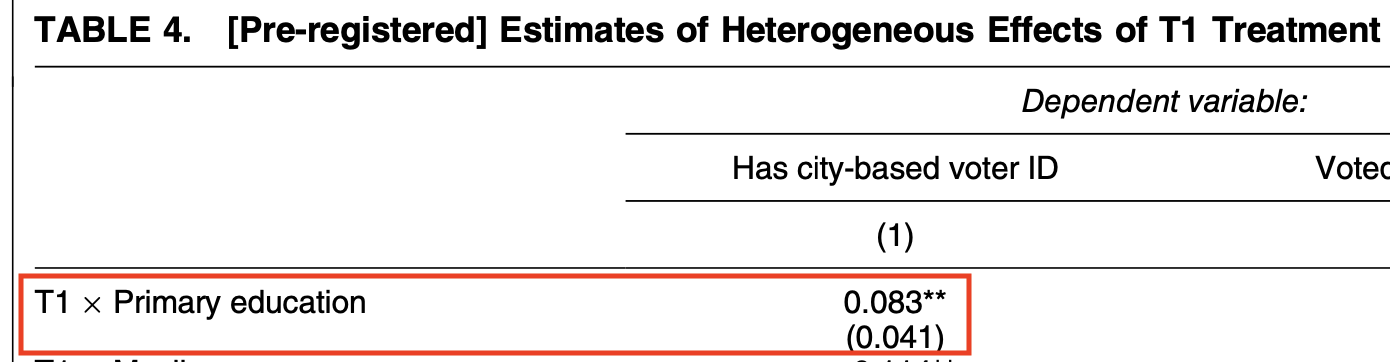 TABLE 4. [Pre-registered] Estimates of Heterogeneous Effects of T1 Treatment
Dependent variable:
Has city-based voter ID
(1)
T1 × Primary education 0.083**
(0.041)